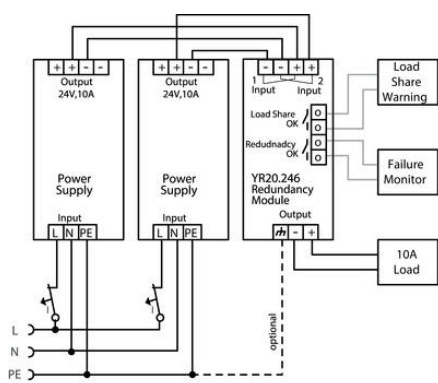 + + - -
Output
24V,10A
Power
Supply
Input
L N PE
+ + - -
Output
24V,10A
Power
Supply
Input
L N PE
- - + +
1 2
Input Input
Load Share
OK
Redudnadcy
OK
YR20.246
Redundancy
Module
Output
- +
Load
Share
Warning
Failure
Monitor
10A
Load
I
I
optional
L
N
PE